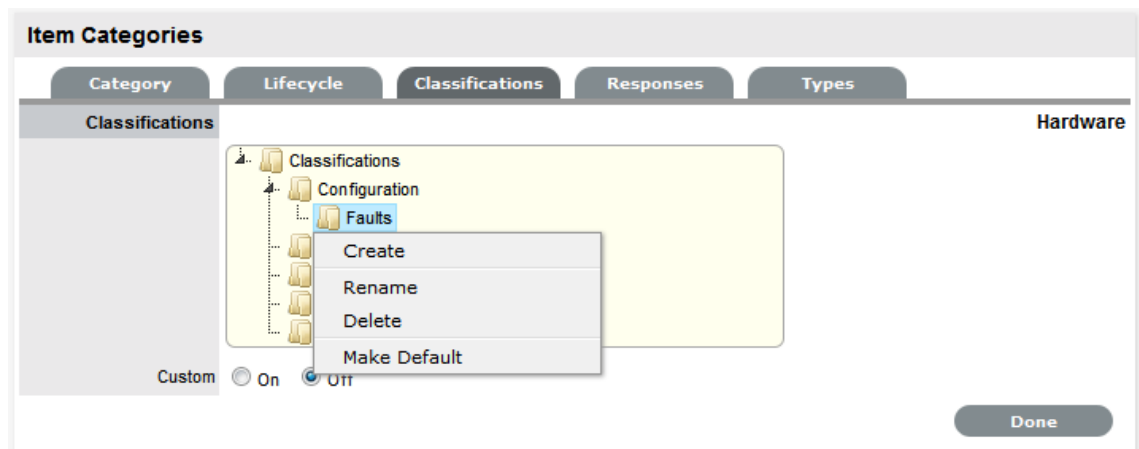 Item Categories
Category Lifecycle Classifications Responses Types
Classifications Hardware
Classifications
Configuration
Faults
Create
Rename
Delete
Make Default
Custom On Off
Done